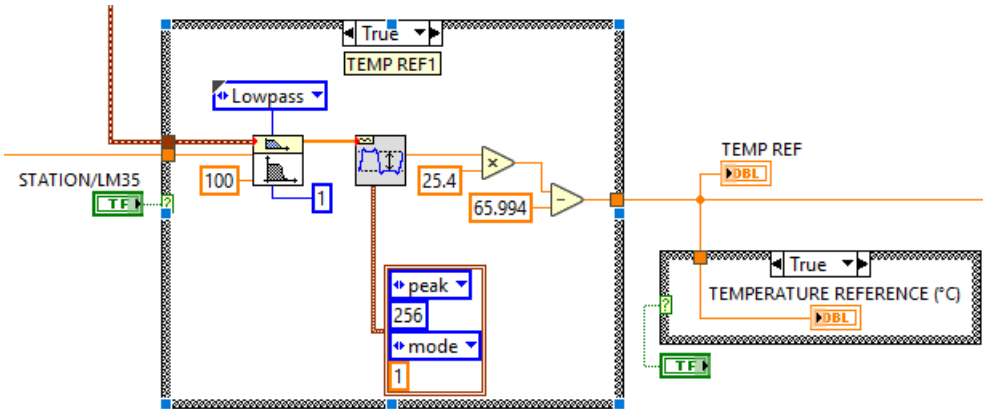 True
TEMP REF1
Lowpass
STATION/LM35
TF
?
100
1
25.4
×
65.994
−
peak
256
mode
1
TEMP REF
DBL
True
TEMPERATURE REFERENCE (°C)
DBL
?
TF